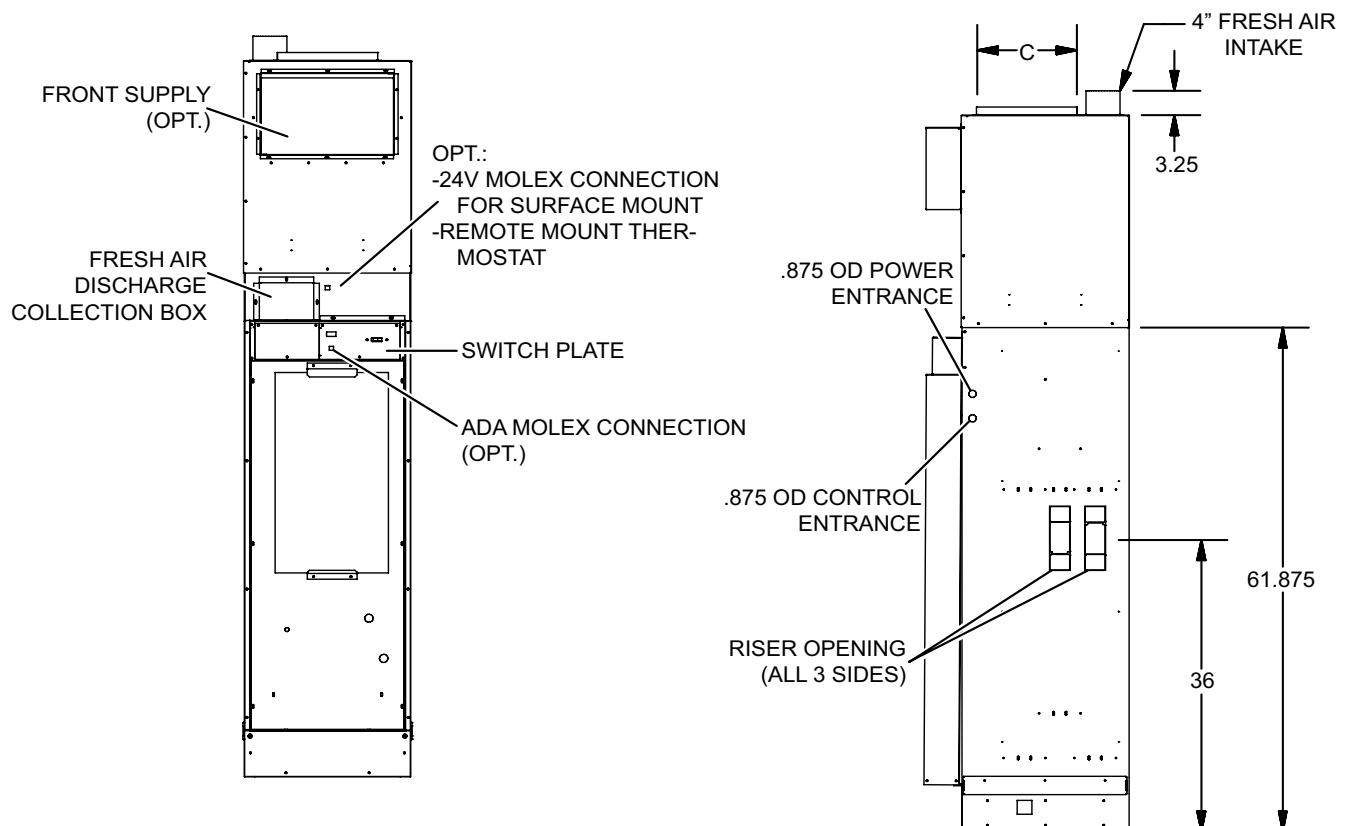 FRONT SUPPLY
(OPT.)
OPT.:
-24V MOLEX CONNECTION
FOR SURFACE MOUNT
-REMOTE MOUNT THER-
MOSTAT
FRESH AIR
DISCHARGE
COLLECTION BOX
SWITCH PLATE
ADA MOLEX CONNECTION
(OPT.)
C
4” FRESH AIR
INTAKE
3.25
.875 OD POWER
ENTRANCE
.875 OD CONTROL
ENTRANCE
61.875
RISER OPENING
(ALL 3 SIDES)
36